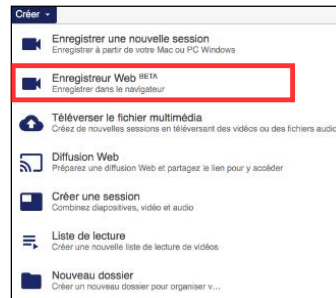 Créer
Enregistrer une nouvelle session
Enregistrer à partir de votre Mac ou PC Windows
Enregistreur Web BETA
Enregistrer dans le navigateur
Téléverser le fichier multimédia
Créez de nouvelles sessions en téléversant des vidéos ou des fichiers audio
Diffusion Web
Préparez une diffusion Web et partagez le lien pour y accéder
Créer une session
Combinez diapositives, vidéo et audio
Liste de lecture
Créer une nouvelle liste de lecture de vidéos
Nouveau dossier
Créer un nouveau dossier pour organiser v...